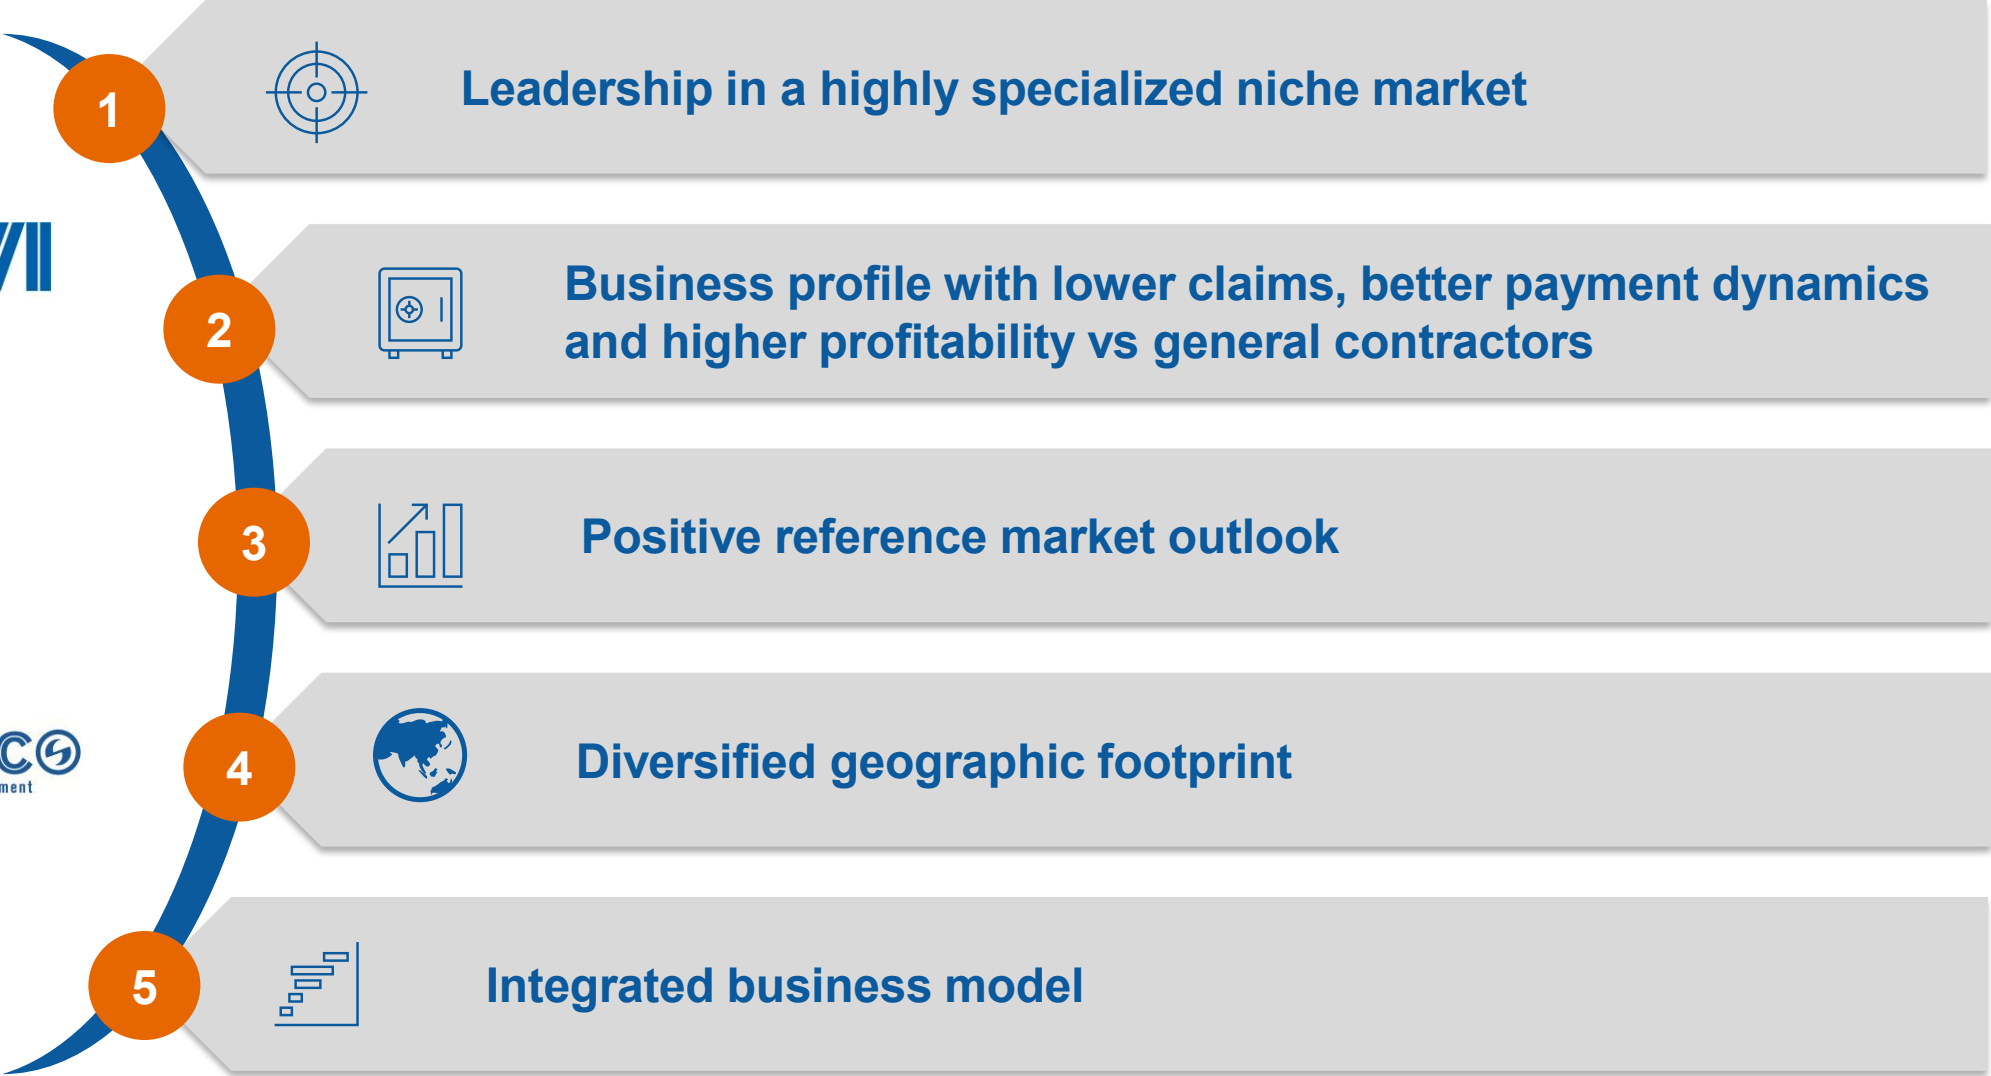 1
Leadership in a highly specialized niche market
2
Business profile with lower claims, better payment dynamics
and higher profitability vs general contractors
3
Positive reference market outlook
4
Diversified geographic footprint
5
Integrated business model